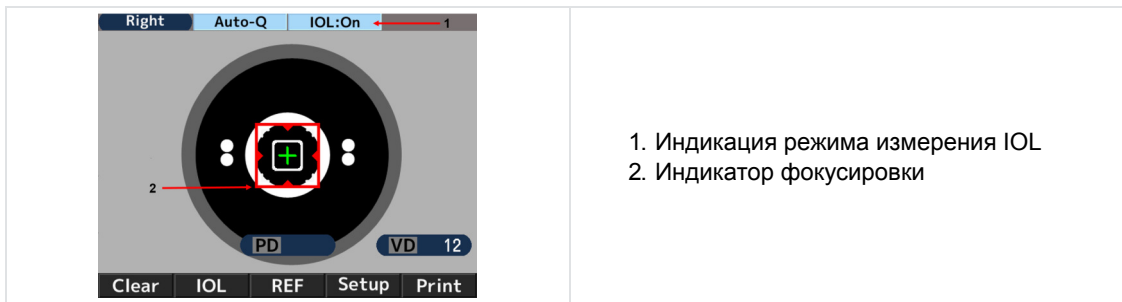 Right Auto-Q IOL:On 1
2
PD VD 12
Clear IOL REF Setup Print
1. Индикация режима измерения IOL
2. Индикатор фокусировки